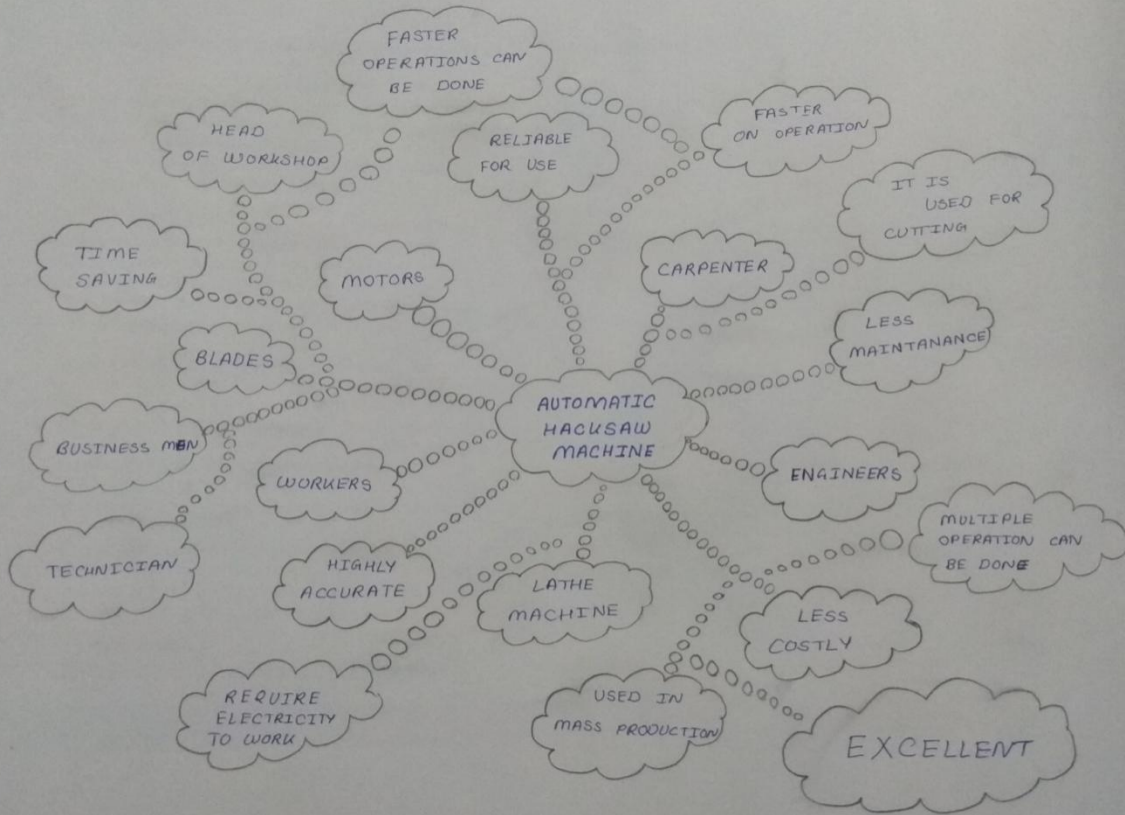 FASTER
OPERATIONS CAN
BE DONE
HEAD
OF WORKSHOP
RELIABLE
FOR USE
FASTER
ON OPERATION
IT IS
USED FOR
CUTTING
TIME
SAVING
MOTORS
CARPENTER
LESS
MAINTANANCE
BLADES
AUTOMATIC
HACKSAW
MACHINE
BUSINESS MEN
WORKERS
ENGINEERS
MULTIPLE
OPERATION CAN
BE DONE
TECHNICIAN
HIGHLY
ACCURATE
LATHE
MACHINE
LESS
COSTLY
REQUIRE
ELECTRICITY
TO WORK
USED IN
MASS PRODUCTION
EXCELLENT